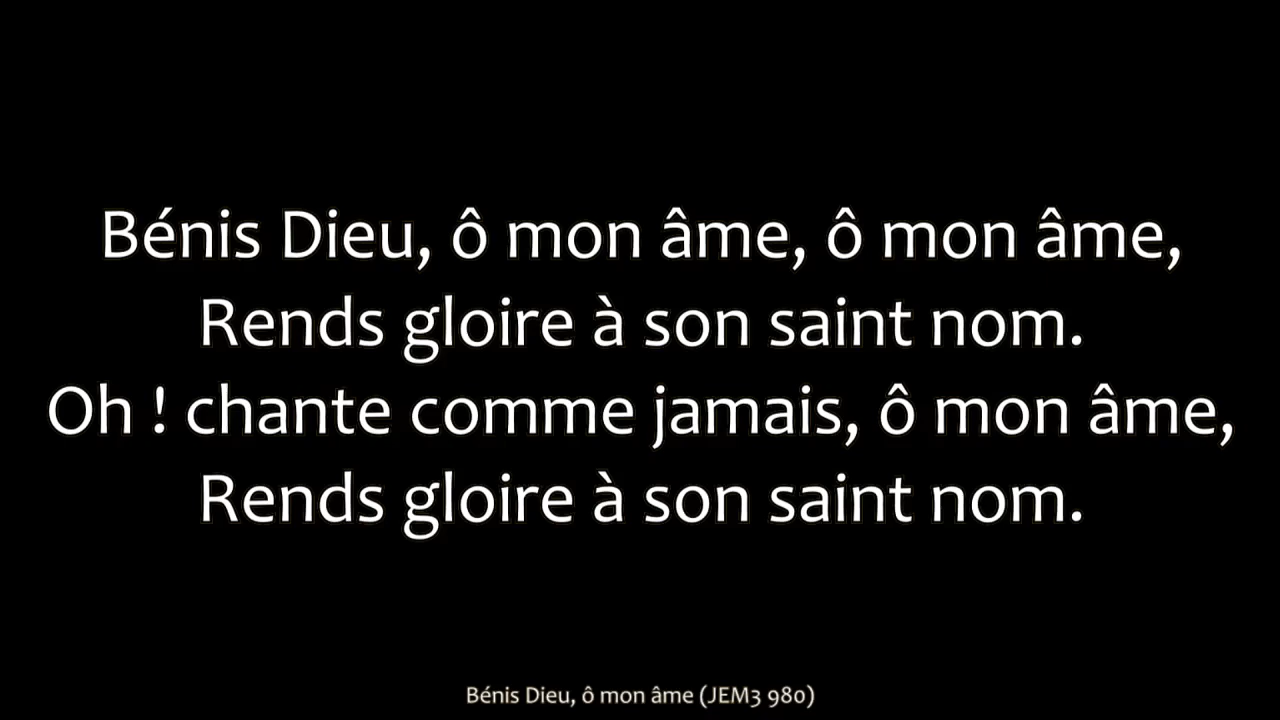 Bénis Dieu, ô mon âme, ô mon âme,
Rends gloire à son saint nom.
Oh ! chante comme jamais, ô mon âme,
Rends gloire à son saint nom.
Bénis Dieu, ô mon âme (JEM3 980)